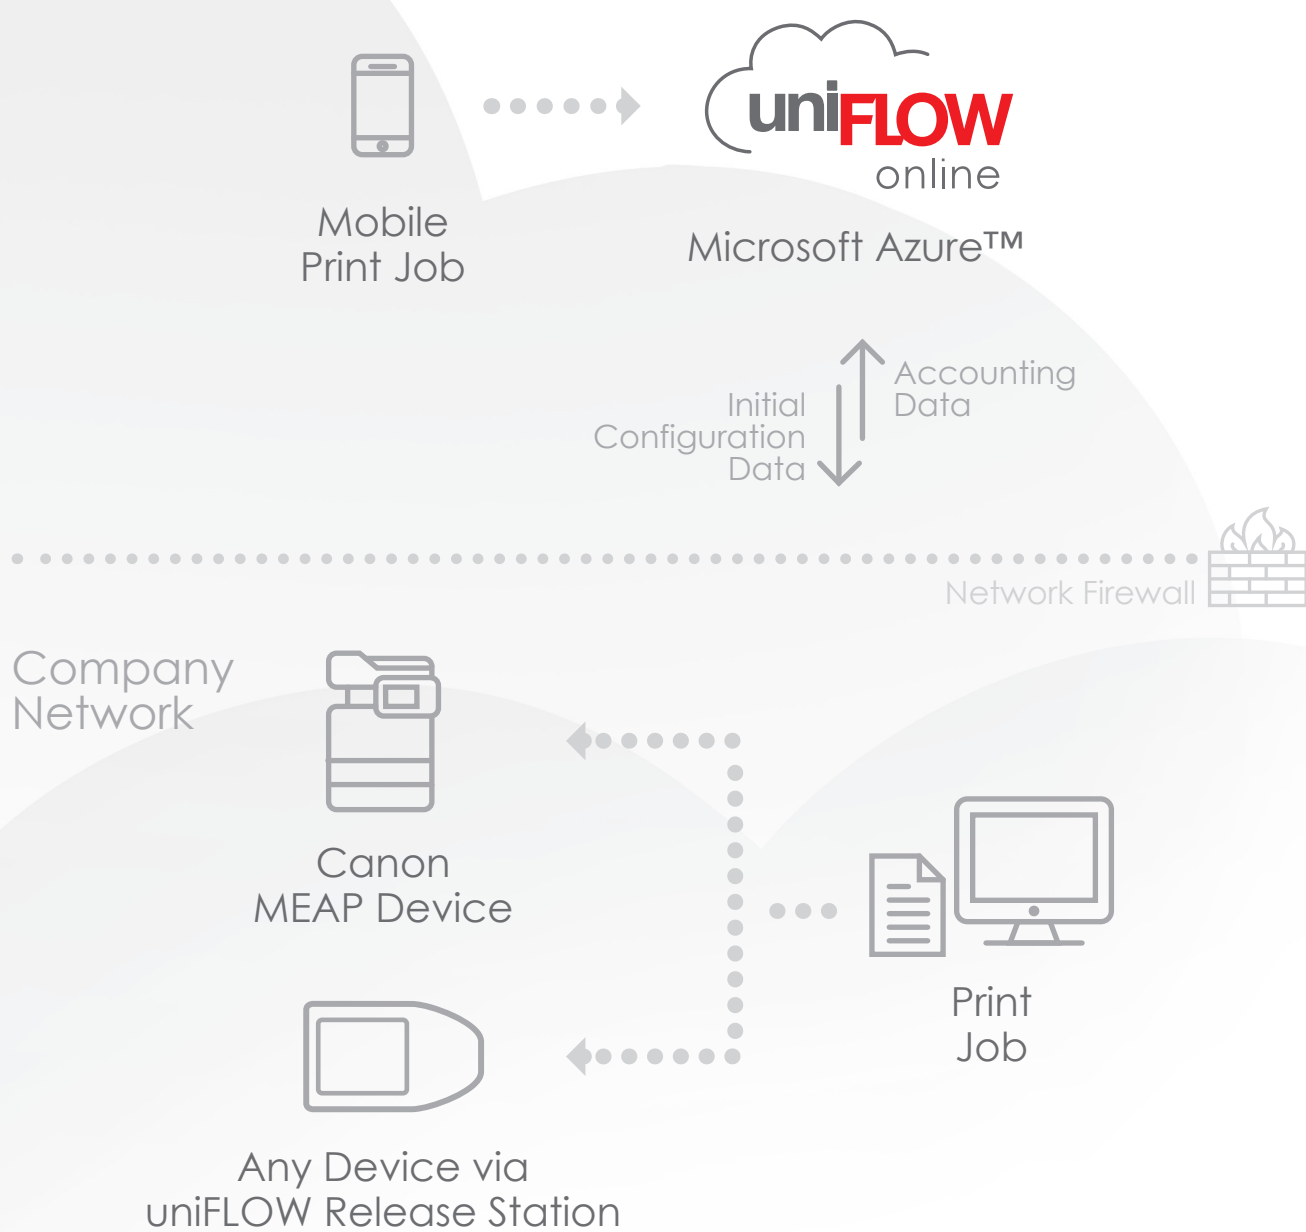 uniFLOW
online
Mobile
Print Job
Microsoft Azure™
Accounting
Data
Initial
Configuration
Data
Network Firewall
Company
Network
Canon
MEAP Device
Print
Job
Any Device via
uniFLOW Release Station